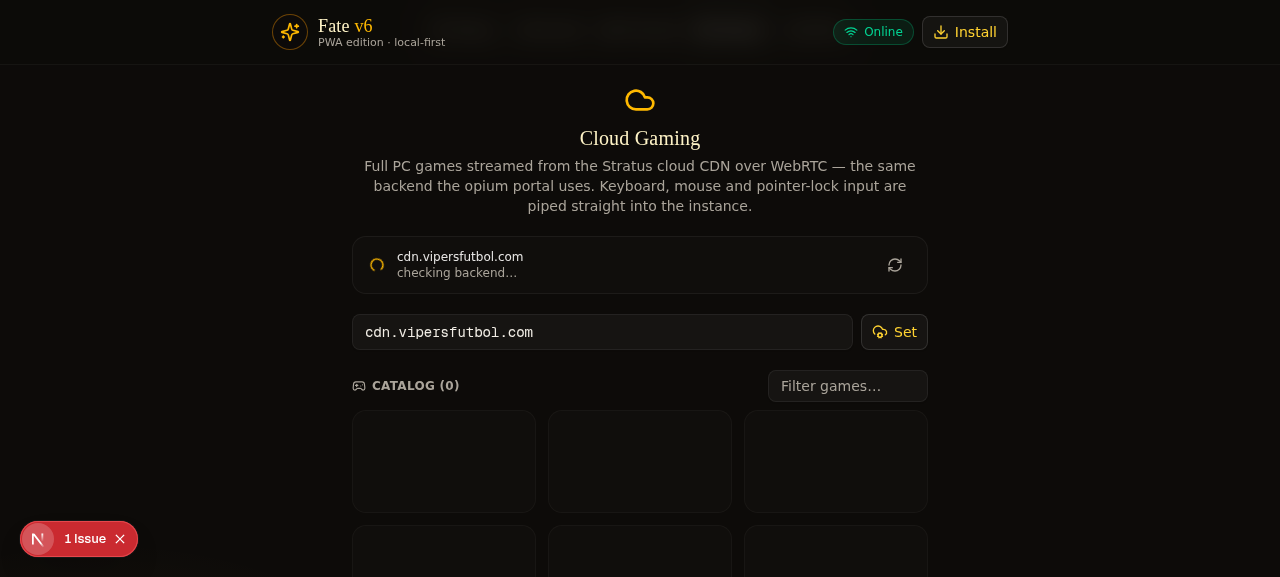 Fate v6
PWA edition · local-first
Online
Install
Cloud Gaming
Full PC games streamed from the Stratus cloud CDN over WebRTC — the same
backend the opium portal uses. Keyboard, mouse and pointer-lock input are
piped straight into the instance.
cdn.vipersfutbol.com
checking backend…
cdn.vipersfutbol.com
Set
CATALOG (0)
Filter games…
N
1 Issue